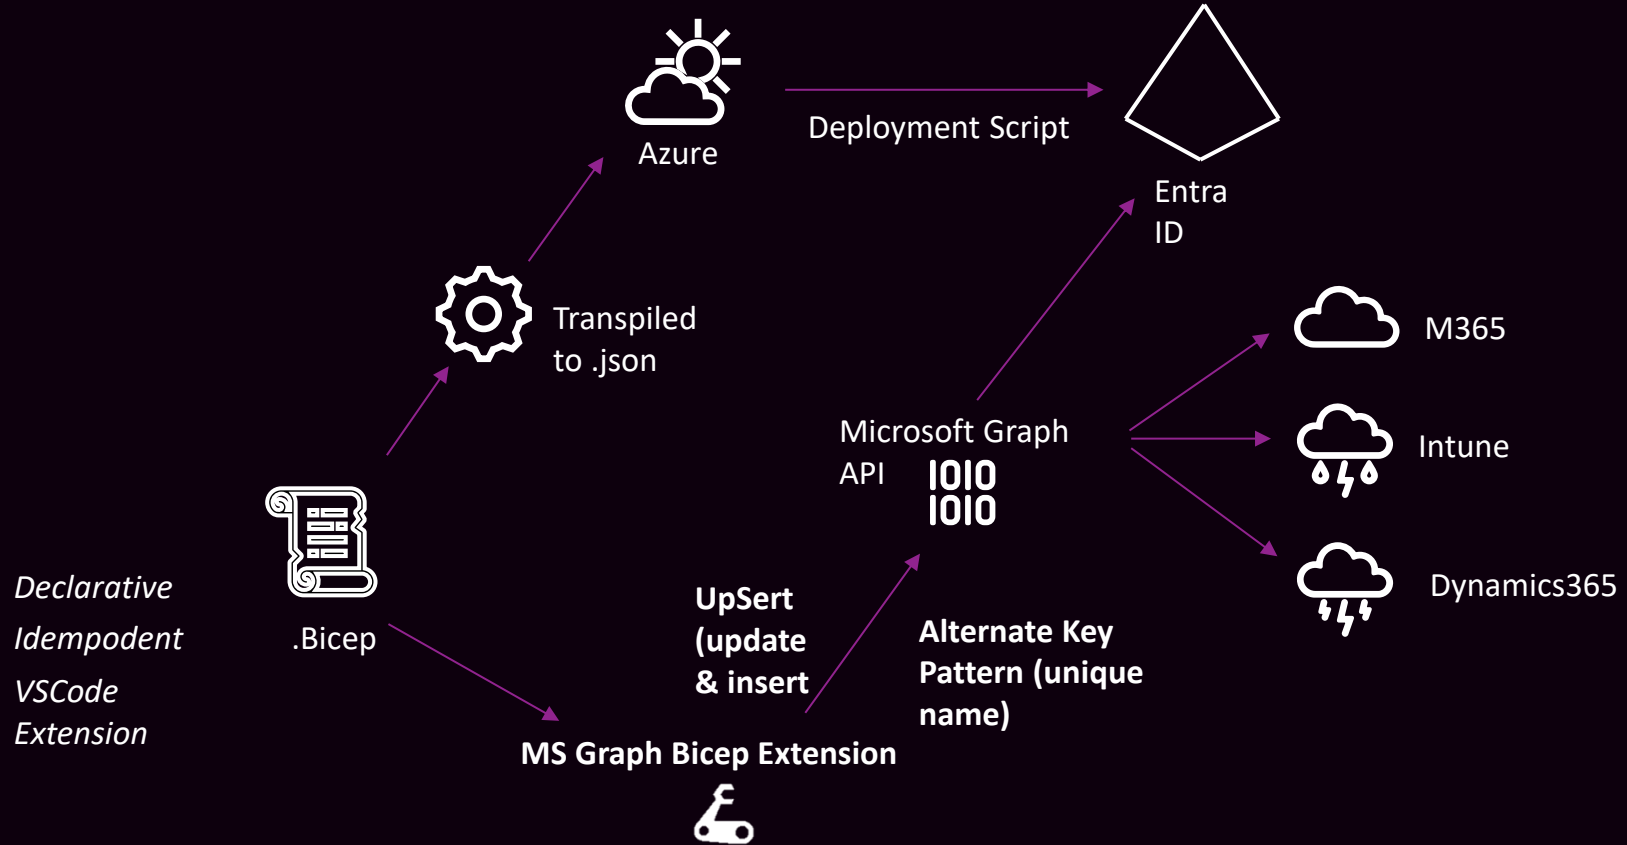 Azure
Deployment Script
Entra
ID
Transpiled
to .json
M365
Microsoft Graph
API
1010
1010
Intune
Dynamics365
Declarative
Idempodent
VSCode
Extension
.Bicep
UpSert
(update
& insert
Alternate Key
Pattern (unique
name)
MS Graph Bicep Extension